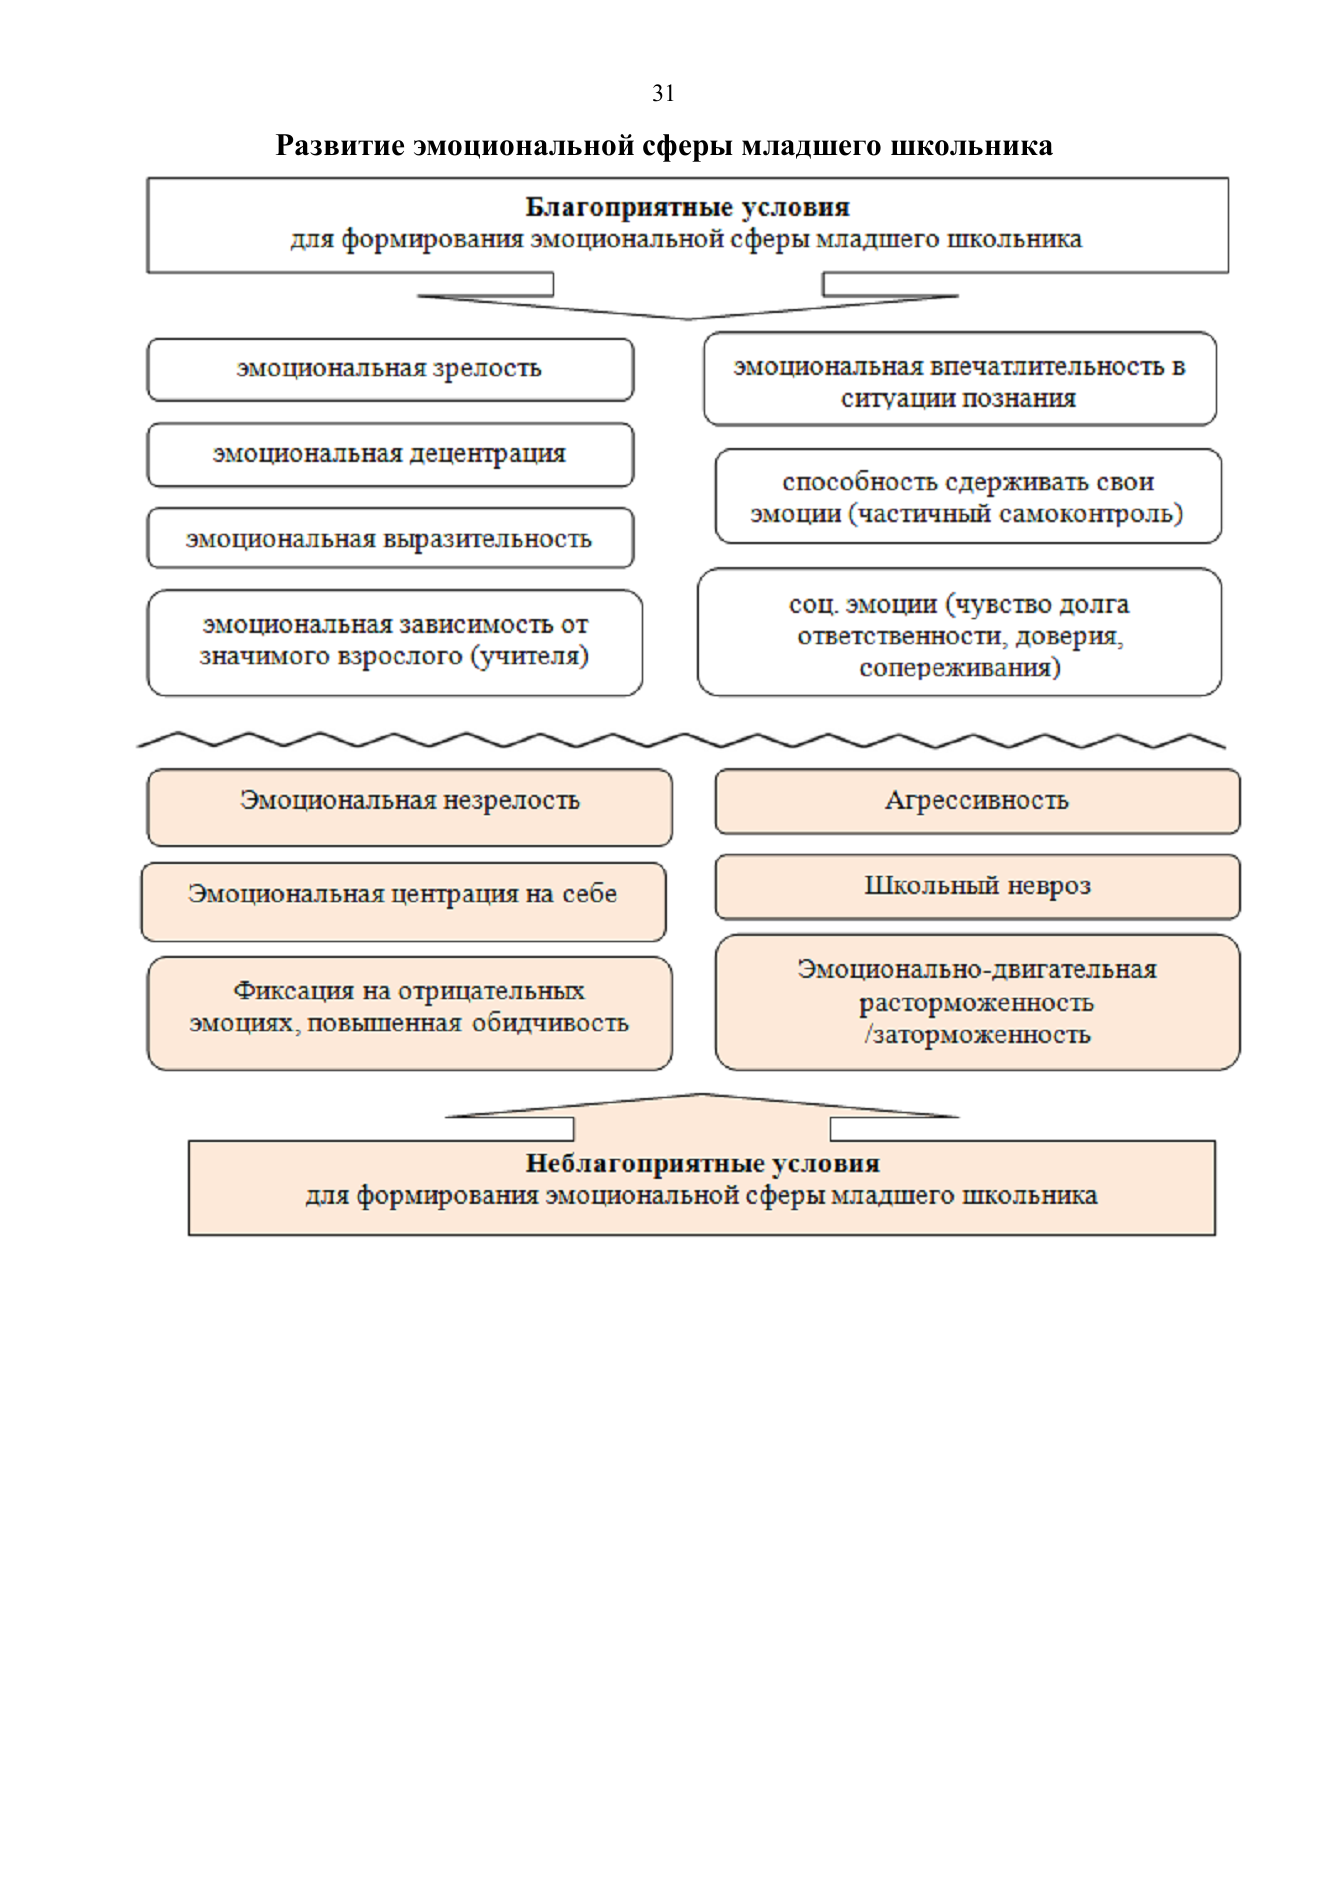 31
Развитие эмоциональной сферы младшего школьника
Благоприятные условия
для формирования эмоциональной сферы младшего школьника
эмоциональная зрелость
эмоциональная децентрация
эмоциональная выразительность
эмоциональная зависимость от
значимого взрослого (учителя)
эмоциональная впечатлительность в
ситуации познания
способность сдерживать свои
эмоции (частичный самоконтроль)
соц. эмоции (чувство долга
ответственности, доверия,
сопереживания)
Эмоциональная незрелость
Эмоциональная центрация на себе
Фиксация на отрицательных
эмоциях, повышенная обидчивость
Агрессивность
Школьный невроз
Эмоционально-двигательная
расторможенность
/заторможенность
Неблагоприятные условия
для формирования эмоциональной сферы младшего школьника